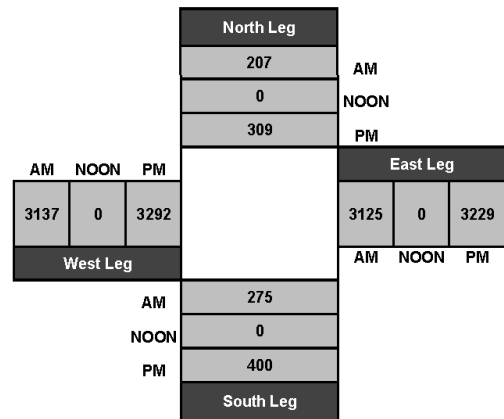 North Leg
207 AM
0 NOON
309 PM
AM NOON PM
East Leg
3137 0 3292
3125 0 3229
West Leg
AM NOON PM
AM 275
NOON 0
PM 400
South Leg